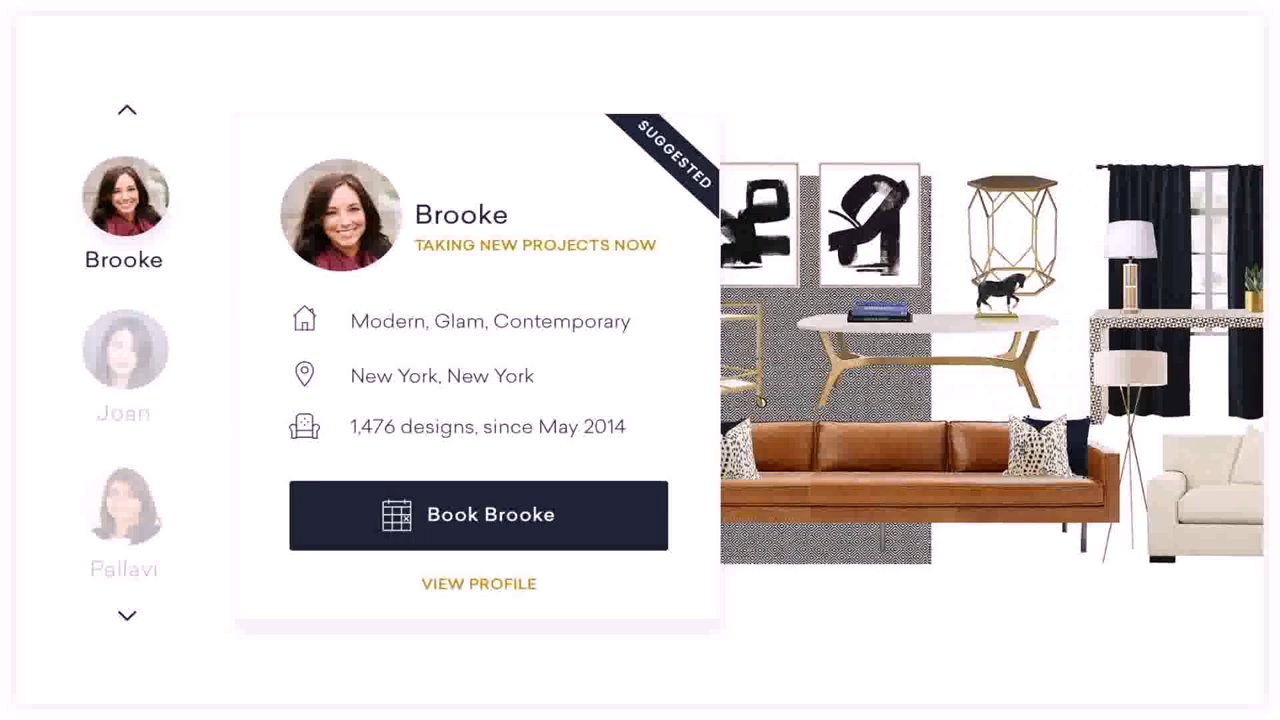 Brooke
Joan
Pallavi
SUGGESTED
Brooke
TAKING NEW PROJECTS NOW
Modern, Glam, Contemporary
New York, New York
1,476 designs, since May 2014
Book Brooke
VIEW PROFILE